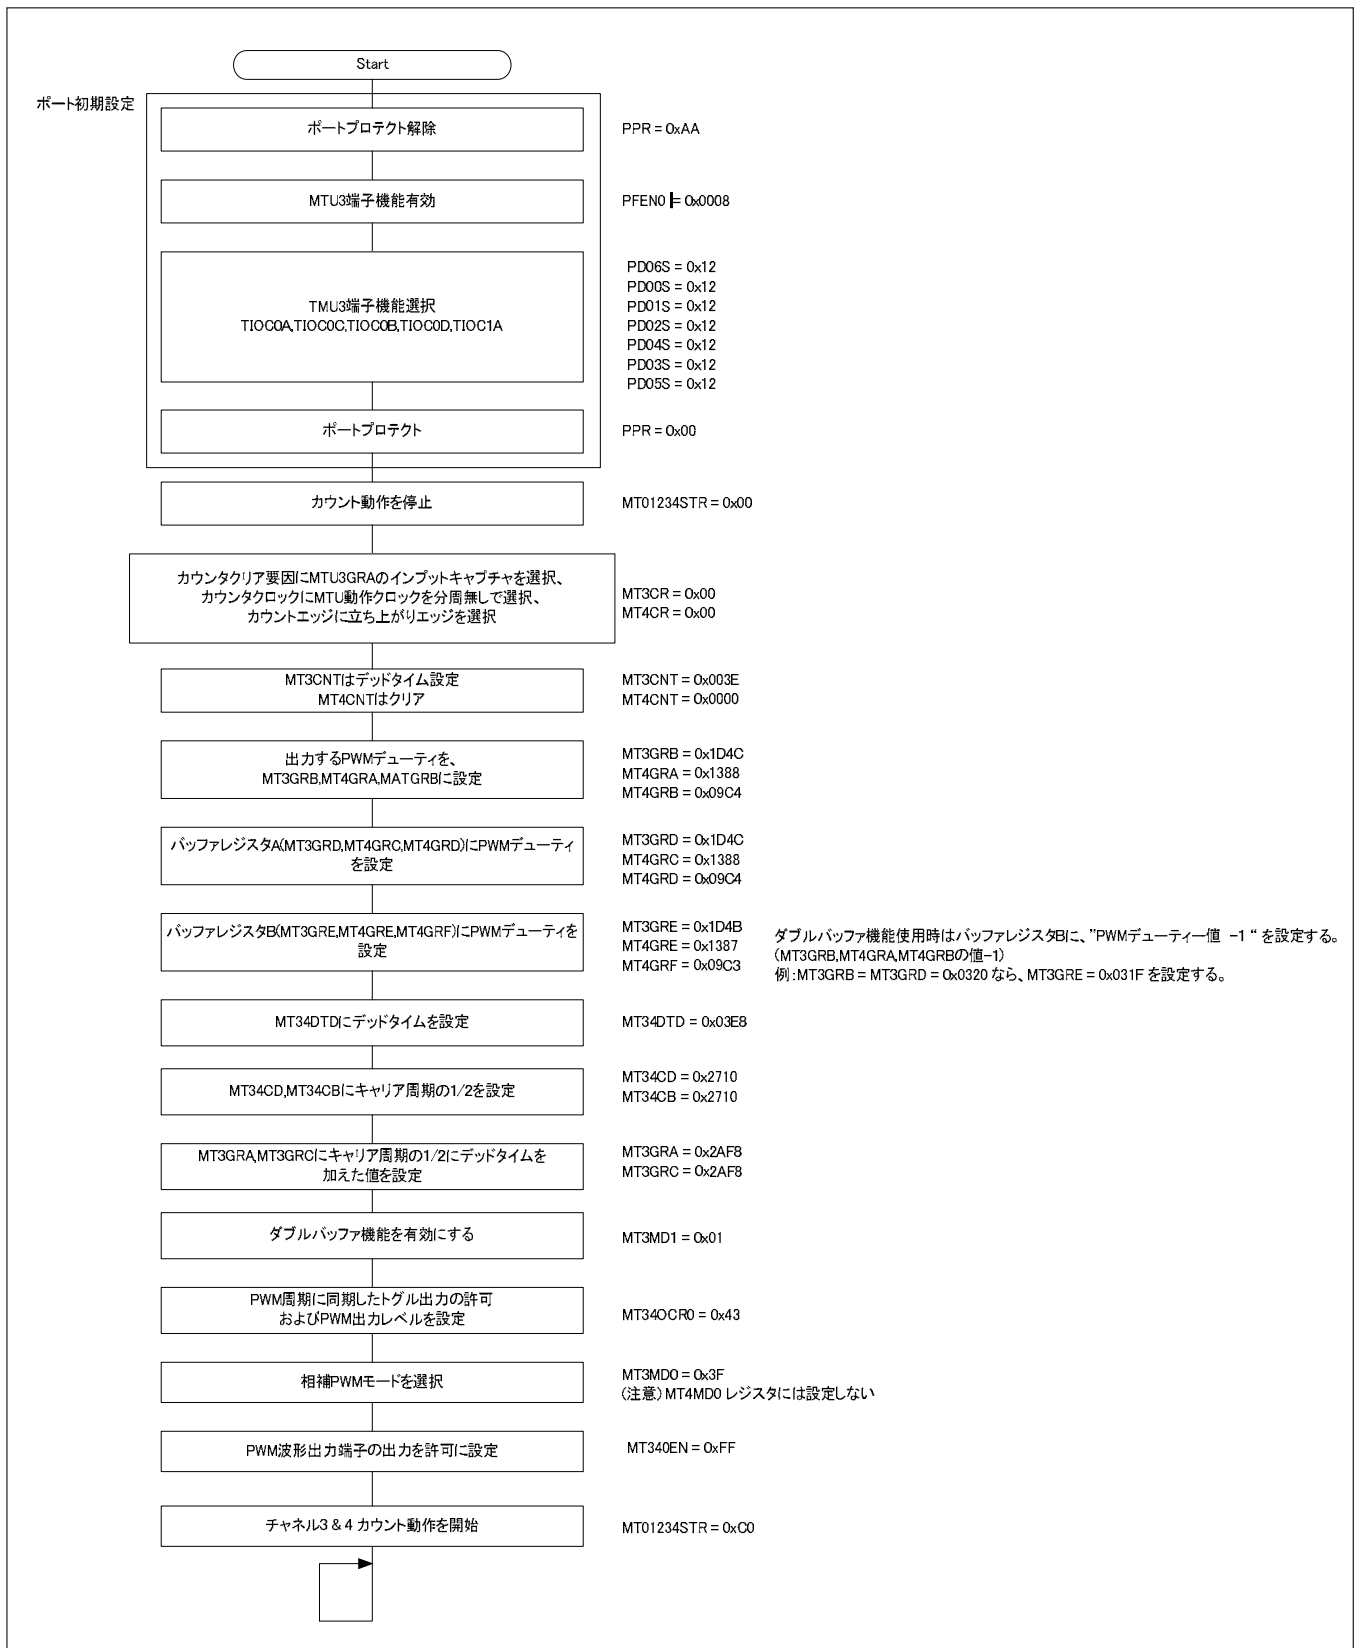 Start
ポート初期設定
ポートプロテクト解除
PPR = 0xAA
MTU3端子機能有効
PFEN0 |= 0x0008
TMU3端子機能選択
TIOC0A,TIOC0C,TIOC0B,TIOC0D,TIOC1A
PD06S = 0x12
PD00S = 0x12
PD01S = 0x12
PD02S = 0x12
PD04S = 0x12
PD03S = 0x12
PD05S = 0x12
ポートプロテクト
PPR = 0x00
カウント動作を停止
MT01234STR = 0x00
カウンタクリア要因にMTU3GRAのインプットキャプチャを選択、
カウンタクロックにMTU動作クロックを分周無しで選択、
カウントエッジに立ち上がりエッジを選択
MT3CR = 0x00
MT4CR = 0x00
MT3CNTはデッドタイム設定
MT4CNTはクリア
MT3CNT = 0x003E
MT4CNT = 0x0000
出力するPWMデューティを、
MT3GRB,MT4GRA,MATGRBに設定
MT3GRB = 0x1D4C
MT4GRA = 0x1388
MT4GRB = 0x09C4
バッファレジスタA(MT3GRD,MT4GRC,MT4GRD)にPWMデューティ
を設定
MT3GRD = 0x1D4C
MT4GRC = 0x1388
MT4GRD = 0x09C4
バッファレジスタB(MT3GRE,MT4GRE,MT4GRF)にPWMデューティを
設定
MT3GRE = 0x1D4B
MT4GRE = 0x1387
MT4GRF = 0x09C3
ダブルバッファ機能使用時はバッファレジスタBに、”PWMデューティー値 -1 “ を設定する。
(MT3GRB,MT4GRA,MT4GRBの値-1)
例:MT3GRB = MT3GRD = 0x0320 なら、MT3GRE = 0x031F を設定する。
MT34DTDにデッドタイムを設定
MT34DTD = 0x03E8
MT34CD,MT34CBにキャリア周期の1/2を設定
MT34CD = 0x2710
MT34CB = 0x2710
MT3GRA,MT3GRCにキャリア周期の1/2にデッドタイムを
加えた値を設定
MT3GRA = 0x2AF8
MT3GRC = 0x2AF8
ダブルバッファ機能を有効にする
MT3MD1 = 0x01
PWM周期に同期したトグル出力の許可
およびPWM出力レベルを設定
MT34OCR0 = 0x43
相補PWMモードを選択
MT3MD0 = 0x3F
(注意) MT4MD0 レジスタには設定しない
PWM波形出力端子の出力を許可に設定
MT340EN = 0xFF
チャネル3 & 4 カウント動作を開始
MT01234STR = 0xC0